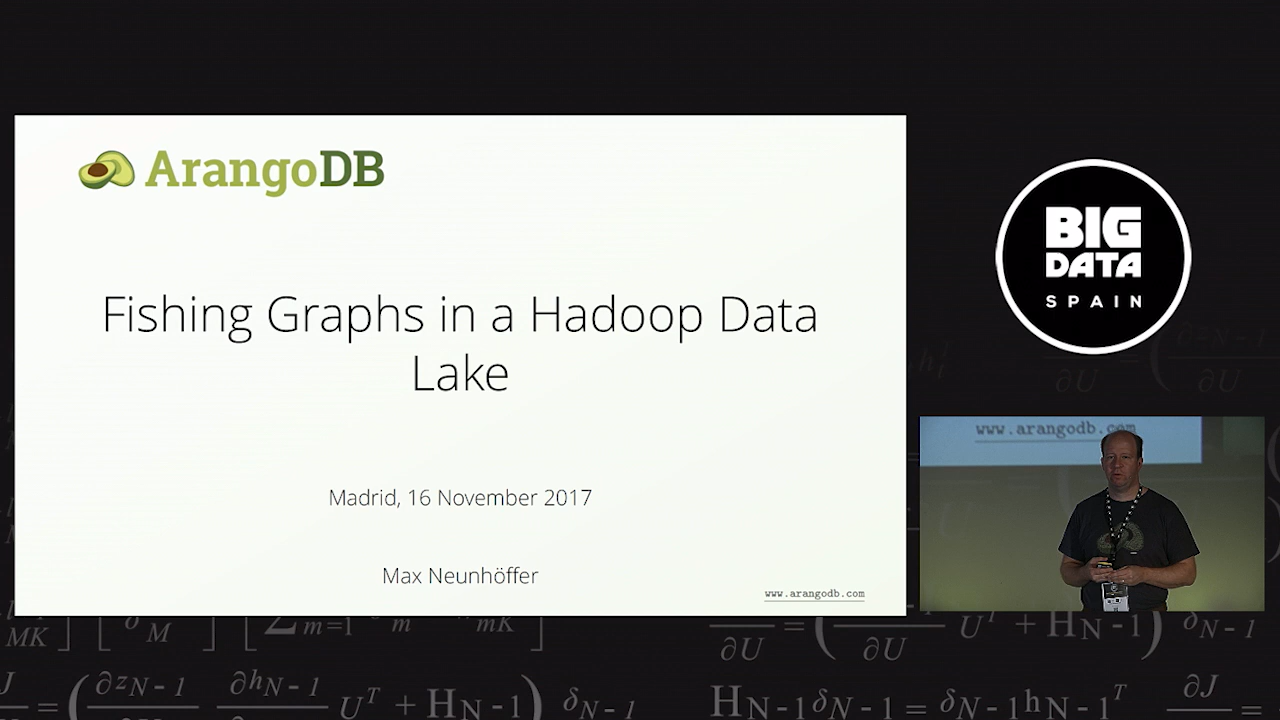 ArangoDB
Fishing Graphs in a Hadoop Data
Lake
Madrid, 16 November 2017
Max Neunhöffer
www.arangodb.com
BIG
DATA
SPAIN
www.arangodb.com